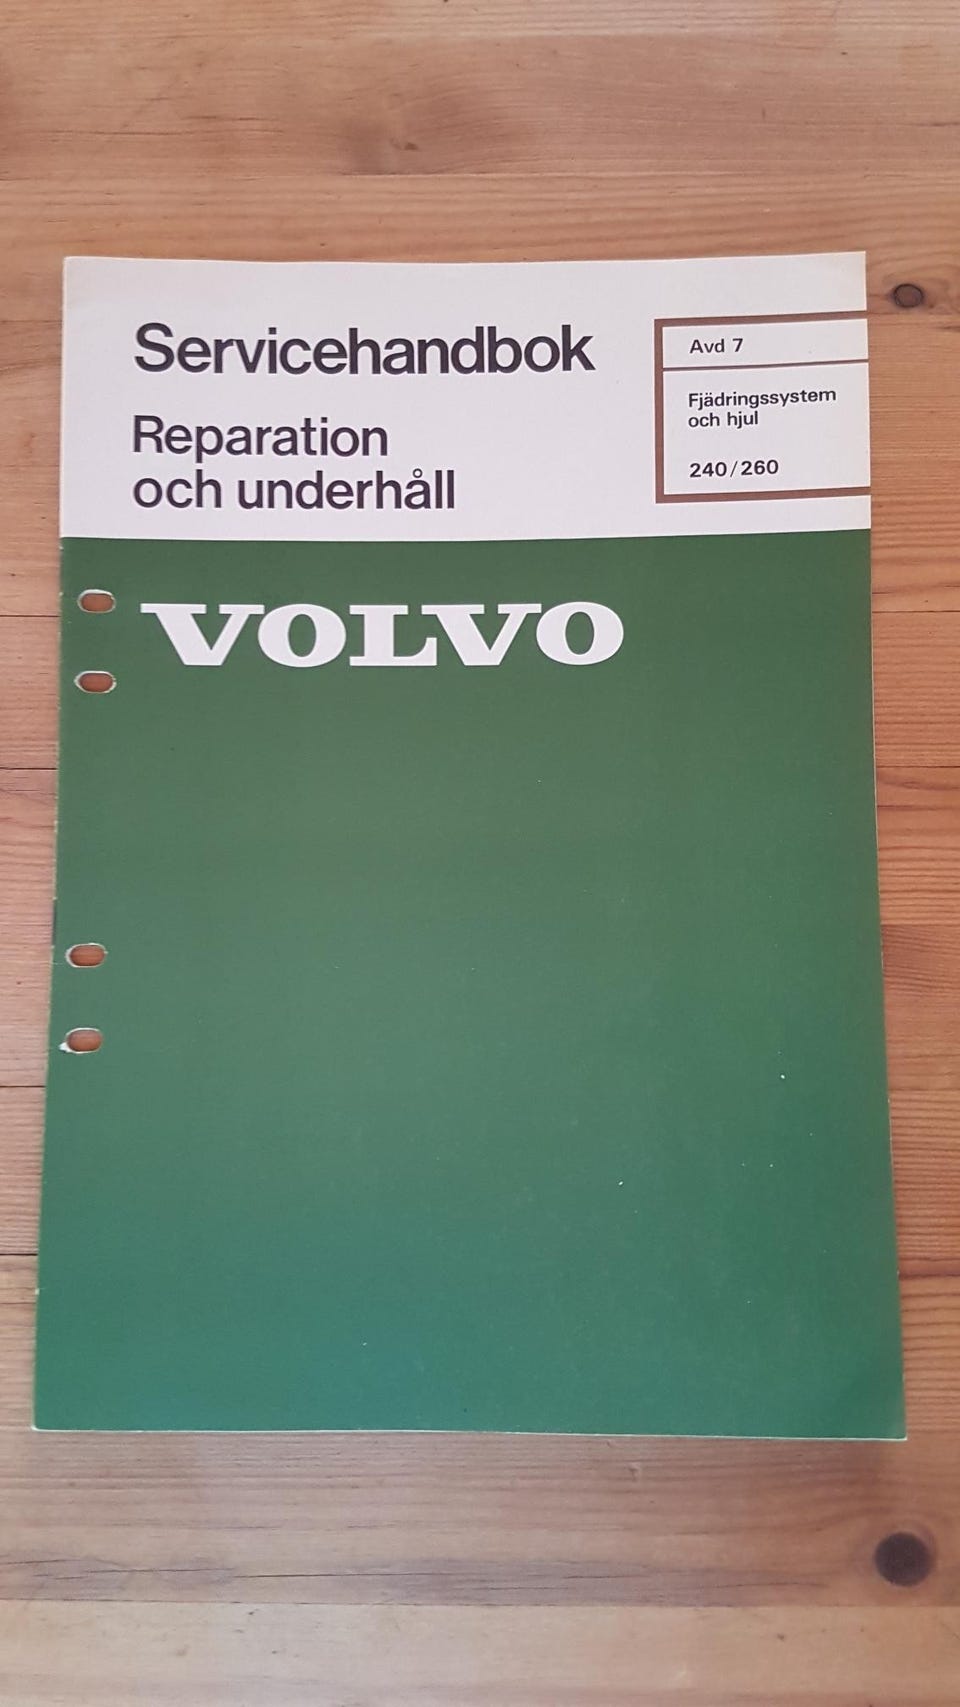 Servicehandbok
Reparation
och underhåll
Avd 7
Fjädringssystem
och hjul
240/260
VOLVO